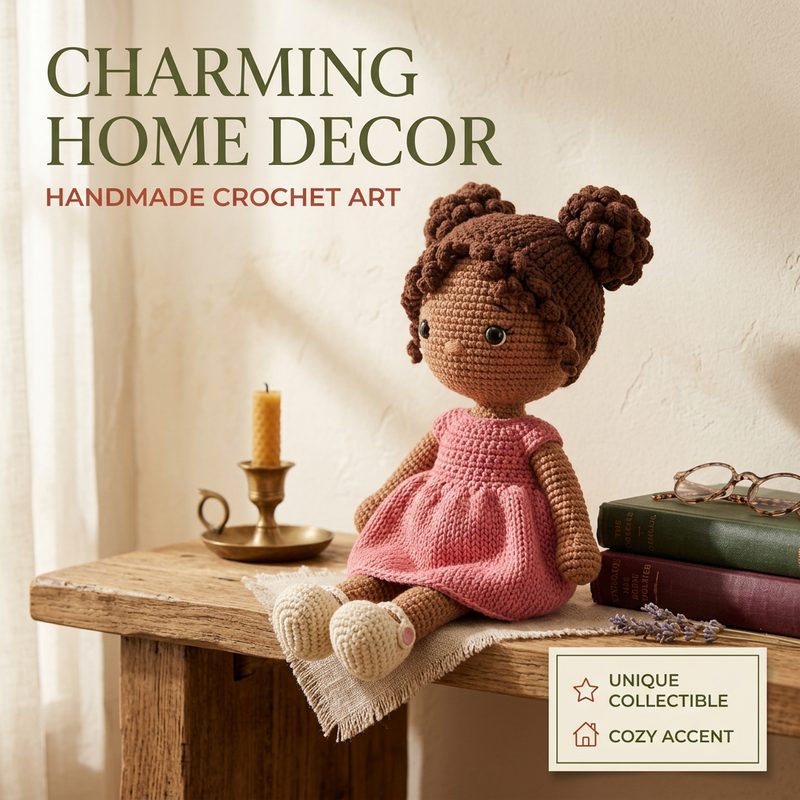 CHARMING
HOME DECOR
HANDMADE CROCHET ART
UNIQUE
COLLECTIBLE
COZY ACCENT